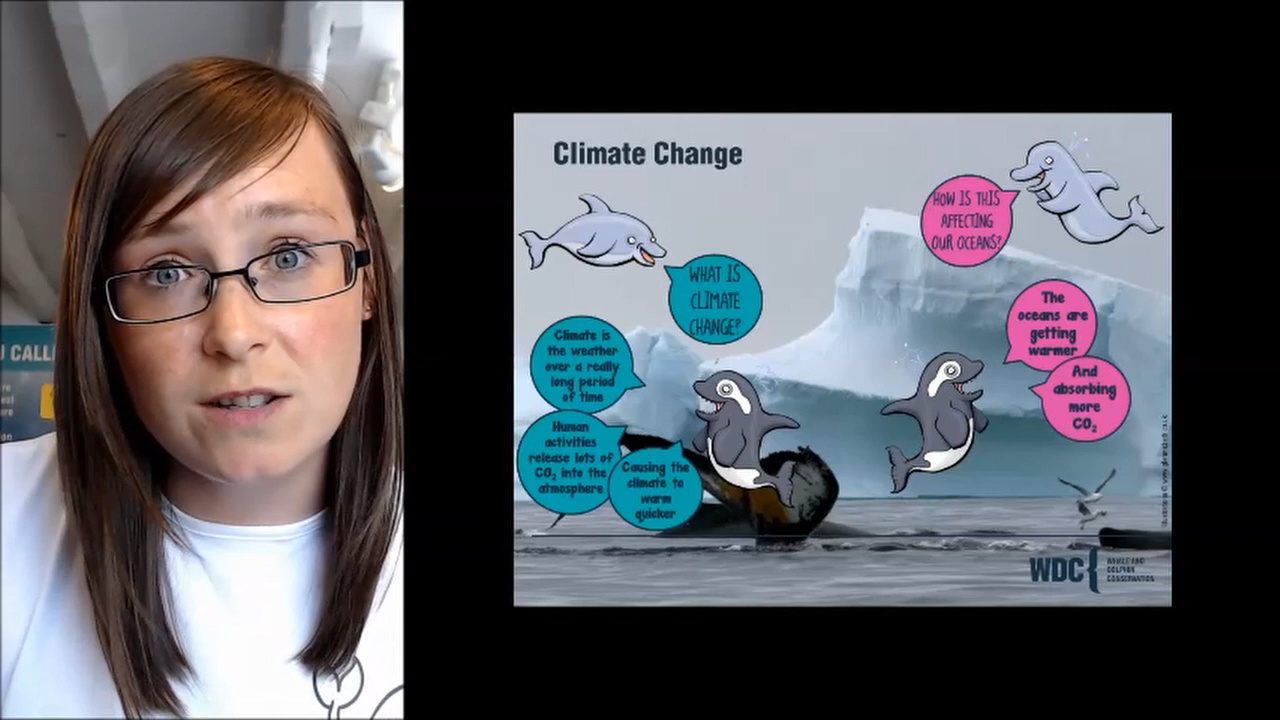 Climate Change
WHAT IS
CLIMATE
CHANGE?
Climate is
the weather
over a really
long period
of time
Human
activities
release lots of
CO₂ into the
atmosphere
Causing the
climate to
warm
quicker
HOW IS THIS
AFFECTING
OUR OCEANS?
The
oceans are
getting
warmer
And
absorbing
more
CO₂
WDC
WHALE AND
DOLPHIN
CONSERVATION
U CALL